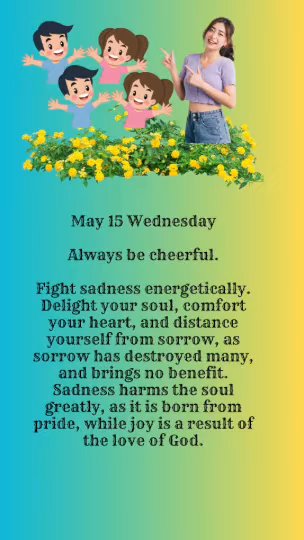 May 15 Wednesday
Always be cheerful.
Fight sadness energetically.
Delight your soul, comfort
your heart, and distance
yourself from sorrow, as
sorrow has destroyed many,
and brings no benefit.
Sadness harms the soul
greatly, as it is born from
pride, while joy is a result of
the love of God.